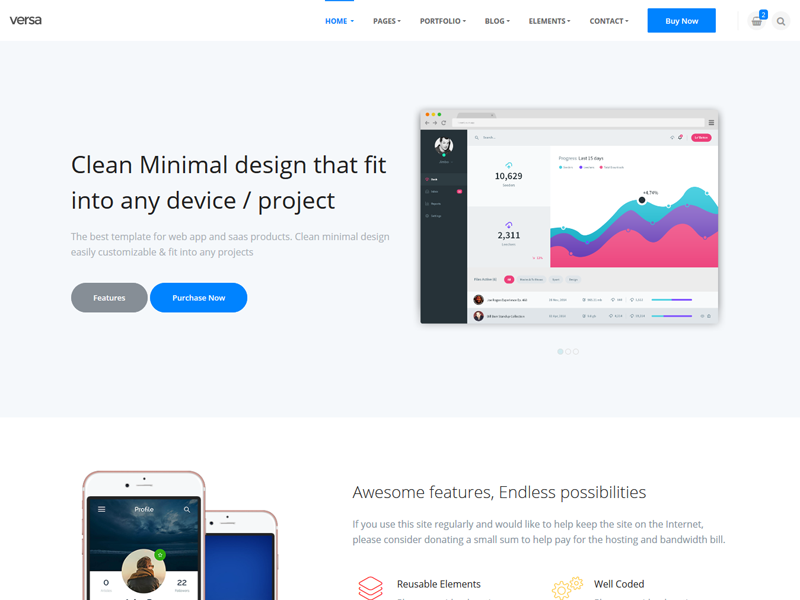 versa
HOME
PAGES
PORTFOLIO
BLOG
ELEMENTS
CONTACT
Buy Now
2
Clean Minimal design that fit
into any device / project
The best template for web app and saas products. Clean minimal design
easily customizable & fit into any projects
Features
Purchase Now
10,629
2,311
Progress: Last 15 days
+4.76%
Awesome features, Endless possibilities
If you use this site regularly and would like to help keep the site on the Internet,
please consider donating a small sum to help pay for the hosting and bandwidth bill.
Profile
0
22
Reusable Elements
Well Coded